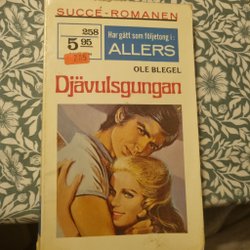 SUCCÉ-ROMANEN
258
5 95
Har gått som följetong i:
ALLERS
OLE BLEGEL
Djävulsgungan